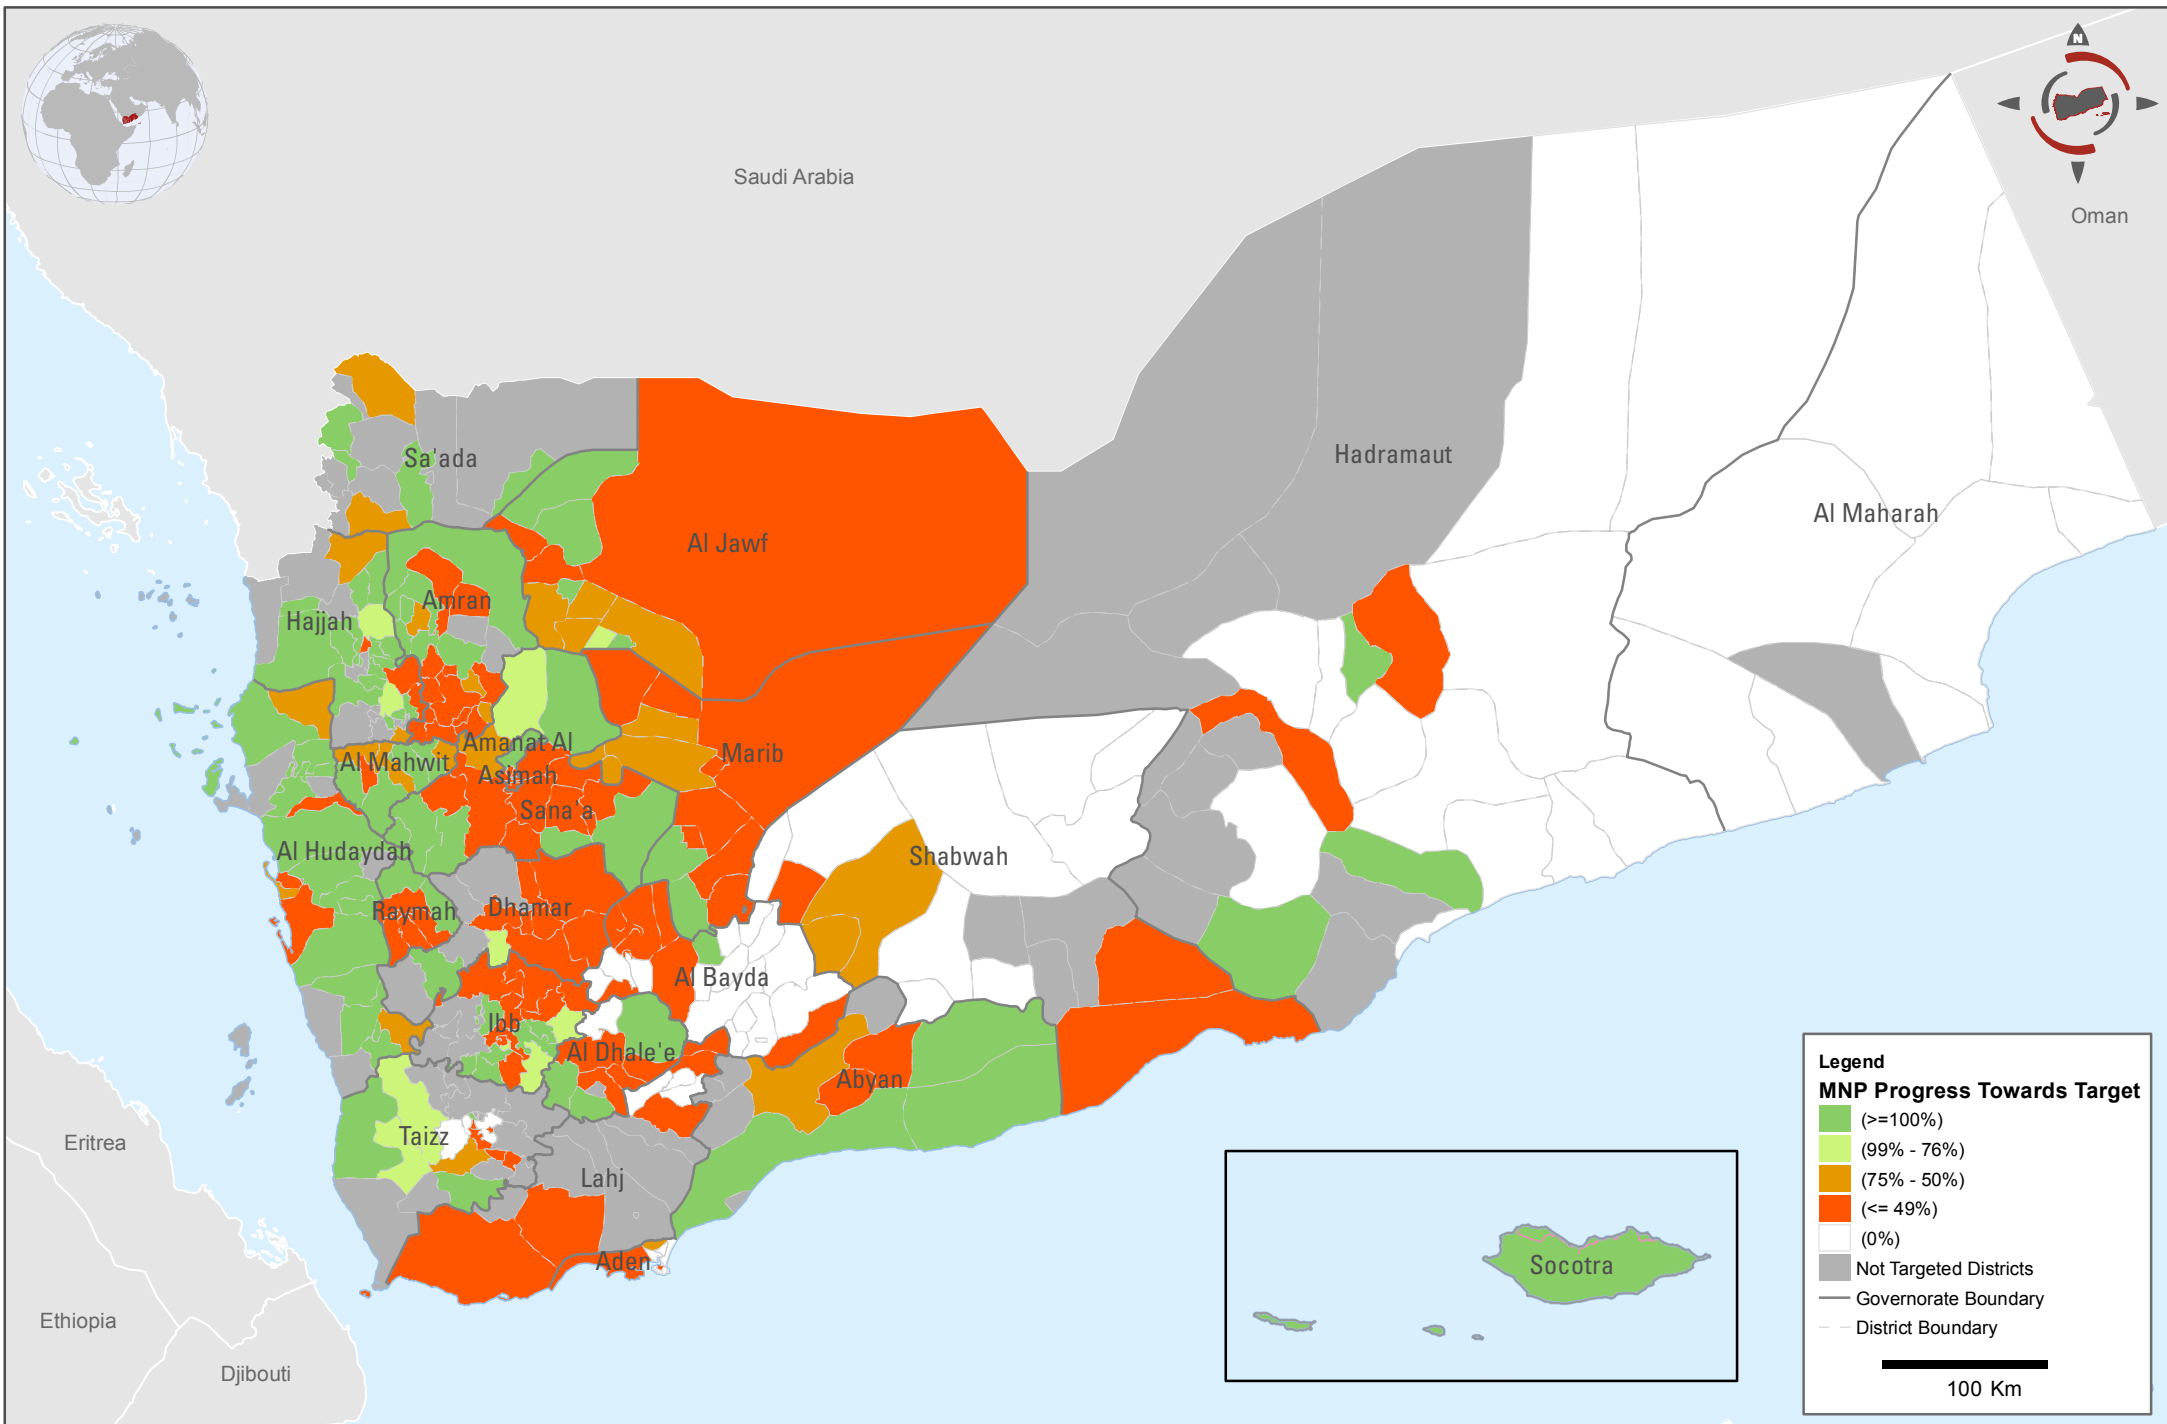 N
Saudi Arabia
Oman
Sa'ada
Hadramaut
Al Jawf
Al Maharah
Amran
Hajjah
Amanat Al
Asimah
Marib
Al Mahwit
Sana'a
Al Hudaydah
Shabwah
Raymah
Dhamar
Al Bayda
Ibb
Al Dhale'e
Abyan
Taizz
Eritrea
Lahj
Aden
Socotra
Ethiopia
Djibouti
Legend
MNP Progress Towards Target
(>=100%)
(99% - 76%)
(75% - 50%)
(<= 49%)
(0%)
Not Targeted Districts
Governorate Boundary
District Boundary
100 Km